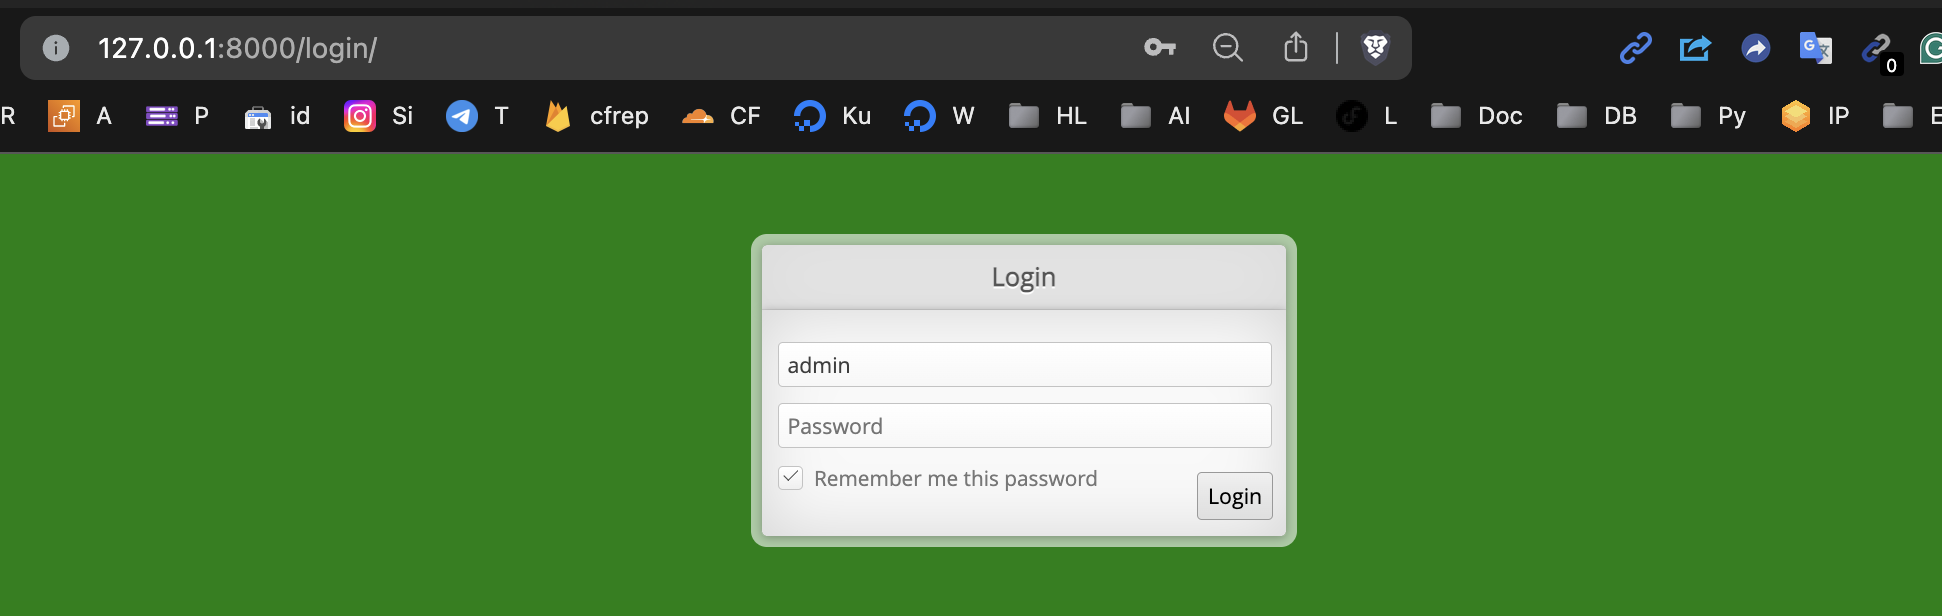 127.0.0.1:8000/login/
0
R A P id Si T cfrep CF Ku W HL AI GL L Doc DB Py IP E
Login
admin
Password
Remember me this password
Login